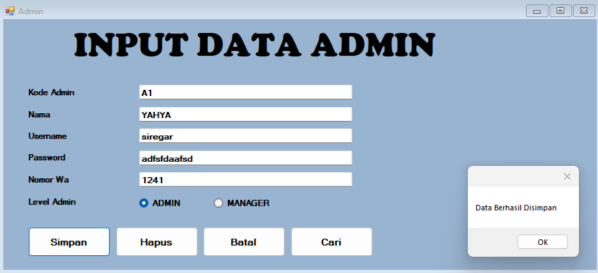 Admin
INPUT DATA ADMIN
Kode Admin A1
Nama YAHYA
Username siregar
Password adfsfdaafsd
Nomor Wa 1241
Level Admin ADMIN MANAGER
Simpan Hapus Batal Cari
Data Berhasil Disimpan
OK